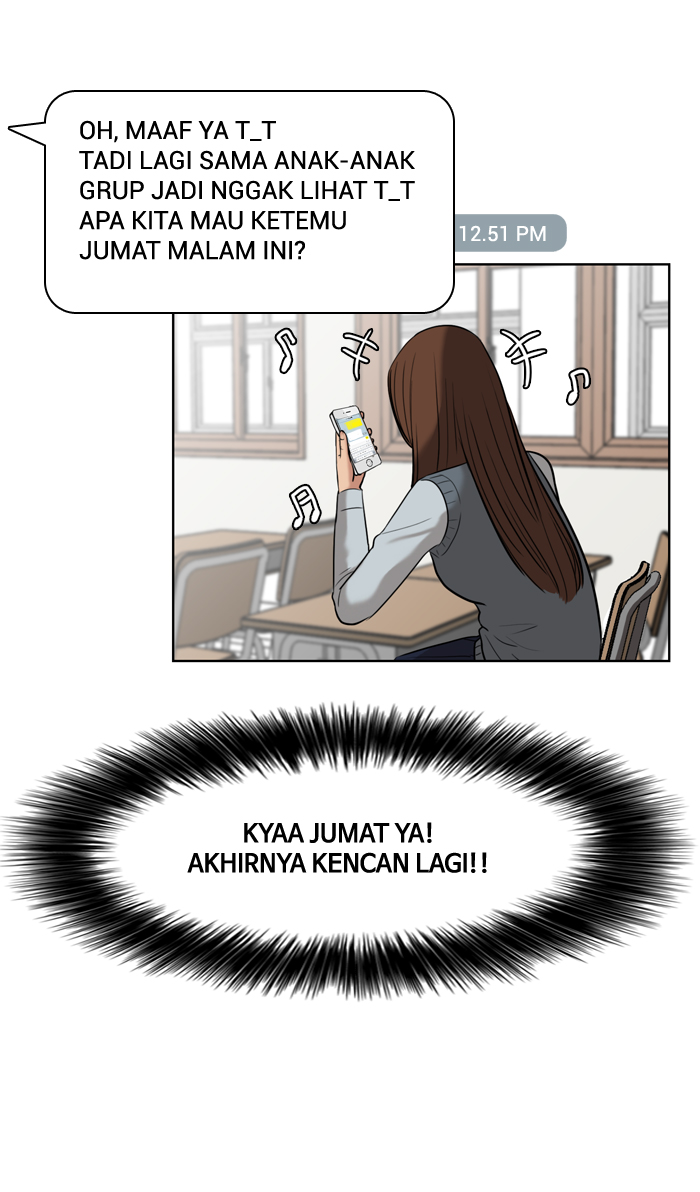 OH, MAAF YA T_T
TADI LAGI SAMA ANAK-ANAK
GRUP JADI NGGAK LIHAT T_T
APA KITA MAU KETEMU
JUMAT MALAM INI?
12.51 PM
KYAA JUMAT YA!
AKHIRNYA KENCAN LAGI!!